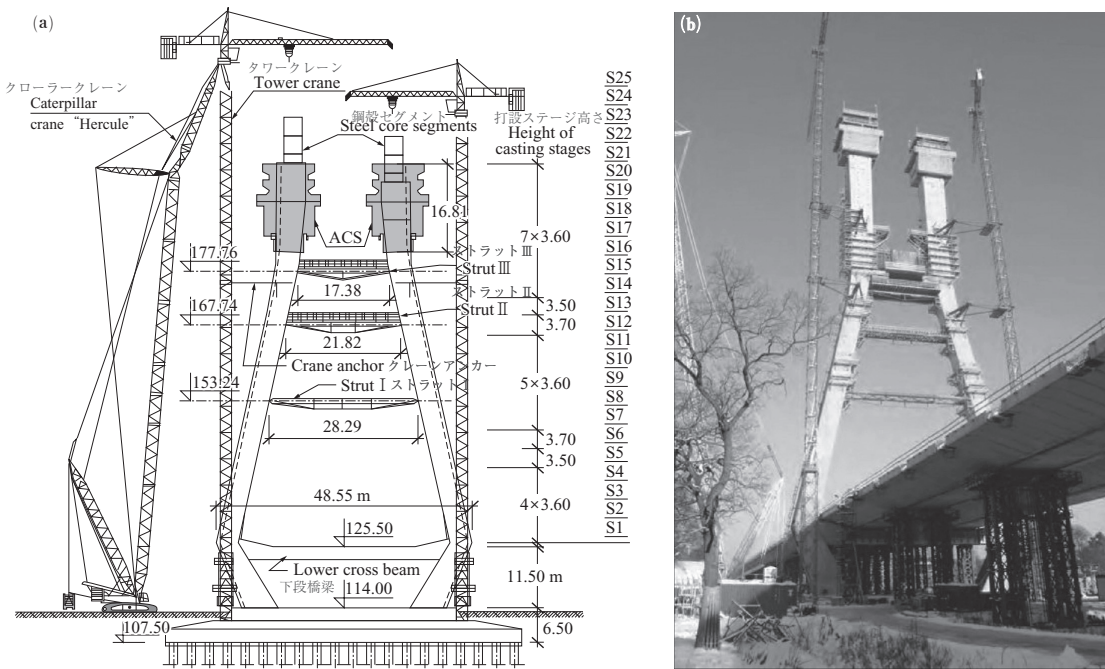 (a)
(b)
クローラークレーン
Caterpillar
crane “Hercule”
タワークレーン
Tower crane
鋼殻セグメント
Steel core segments
打設ステージ高さ
Height of
casting stages
S25
S24
S23
S22
S21
S20
S19
S18
S17
S16
S15
S14
S13
S12
S11
S10
S9
S8
S7
S6
S5
S4
S3
S2
S1
16.81
ACS
7×3.60
ストラットⅢ
Strut Ⅲ
177.76
17.38
ストラットⅡ
Strut Ⅱ
3.50
167.74
3.70
21.82
Crane anchor クレーンアンカー
5×3.60
153.24
Strut Ⅰ ストラットⅠ
28.29
3.70
3.50
48.55 m
4×3.60
125.50
Lower cross beam
下段橋梁
11.50 m
114.00
107.50
6.50